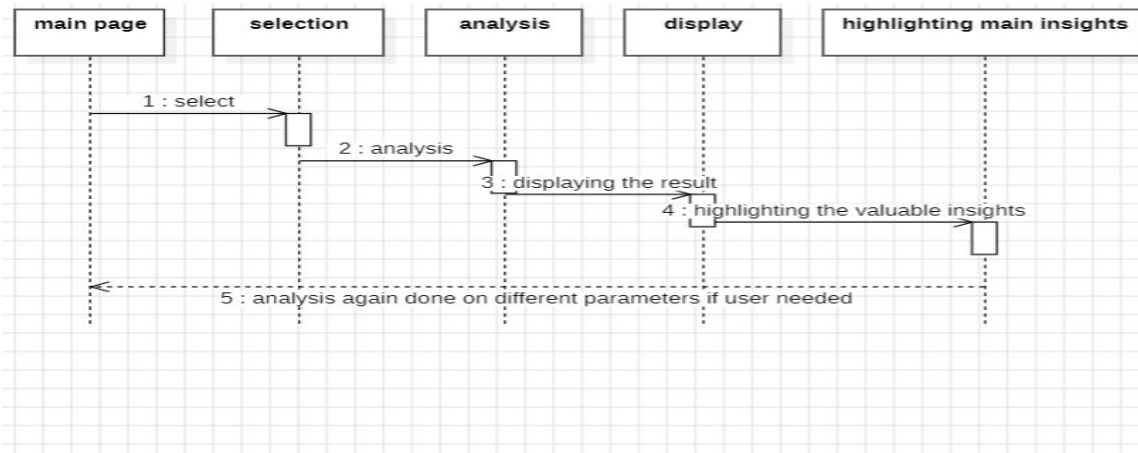 main page
selection
analysis
display
highlighting main insights
1 : select
2 : analysis
3 : displaying the result
4 : highlighting the valuable insights
5 : analysis again done on different parameters if user needed